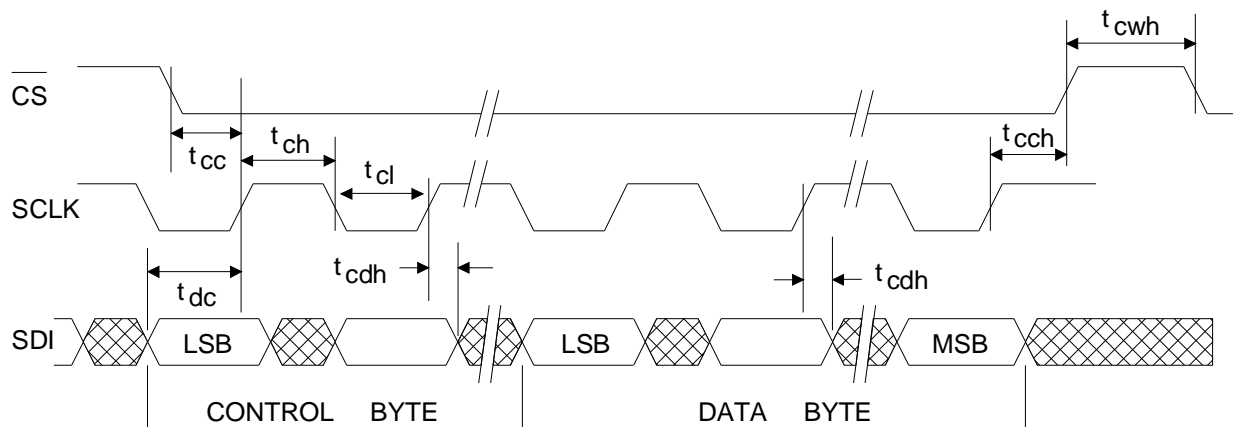 t cwh
CS
t cc
t ch
t cch
t cl
SCLK
t cdh
t cdh
t dc
SDI
LSB
LSB
MSB
CONTROL BYTE
DATA BYTE